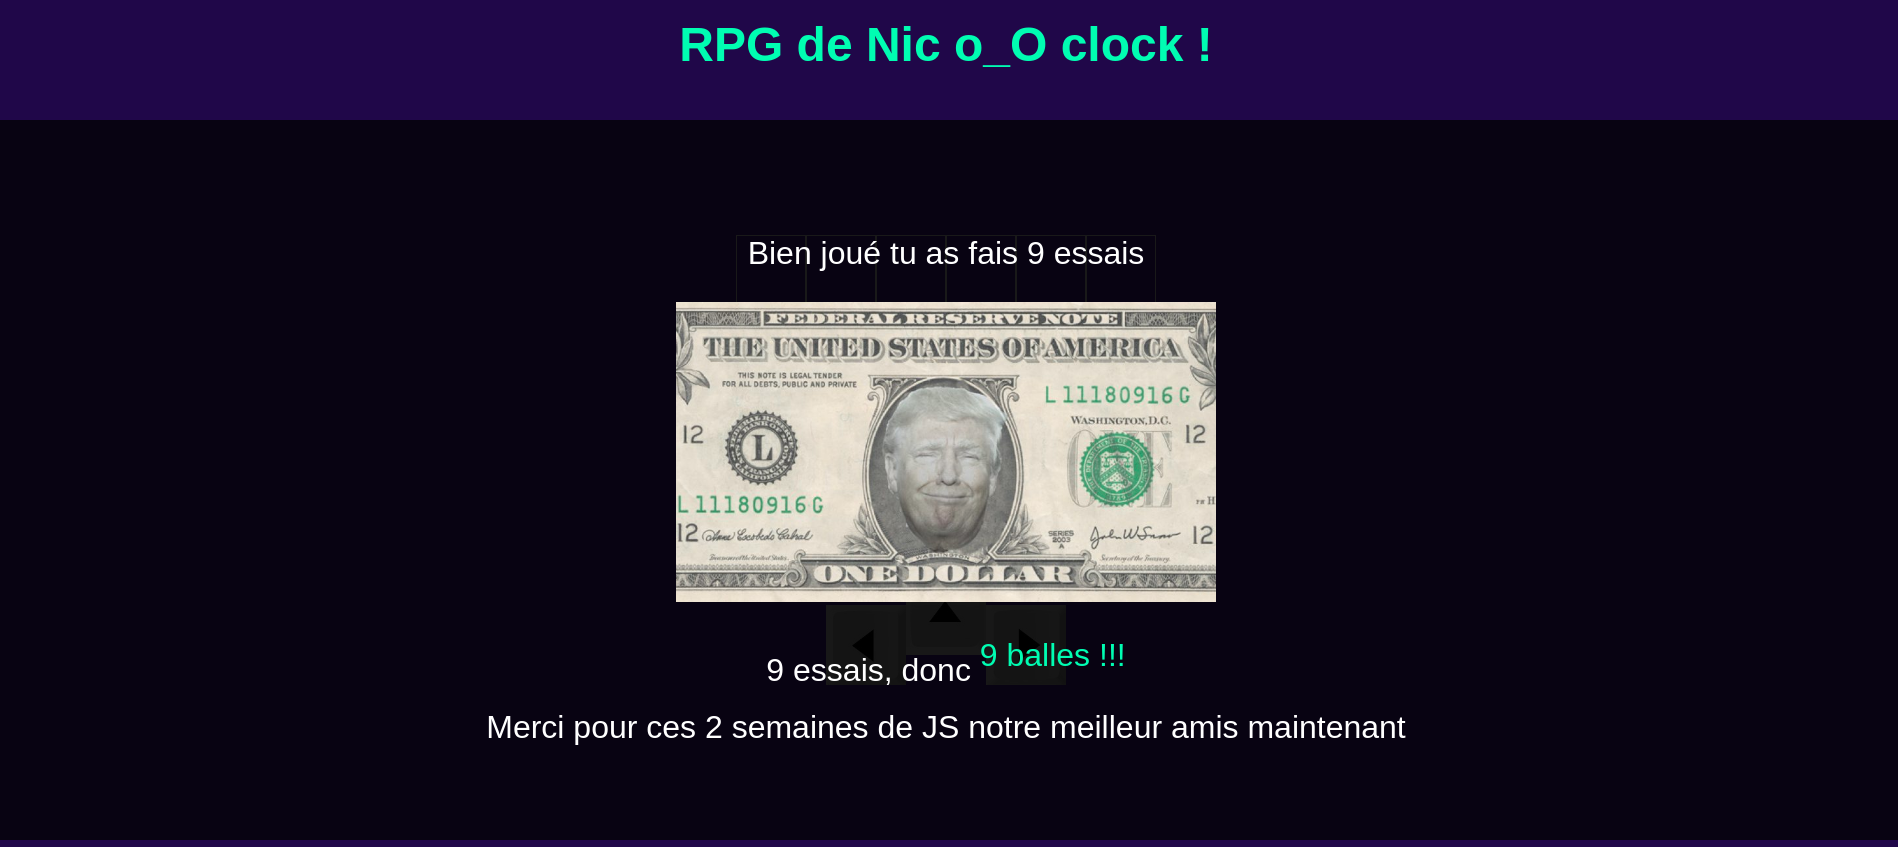 RPG de Nic o_O clock !
Bien joué tu as fais 9 essais
FEDERAL RESERVE NOTE
THE UNITED STATES OF AMERICA
THIS NOTE IS LEGAL TENDER
FOR ALL DEBTS, PUBLIC AND PRIVATE
L 11180916 G
WASHINGTON, D.C.
12
12
L
ONE
L 11180916 G
12
SERIES
2003
A
12
WASHINGTON
ONE DOLLAR
9 essais, donc 9 balles !!!
Merci pour ces 2 semaines de JS notre meilleur amis maintenant